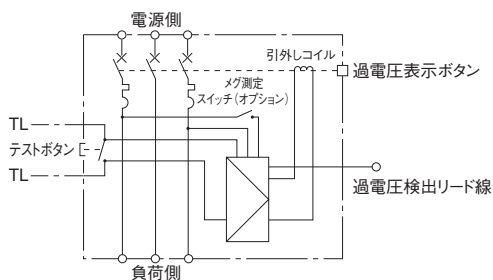 電源側
引外しコイル
過電圧表示ボタン
メグ測定
スイッチ(オプション)
TL
テストボタン
TL
過電圧検出リード線
負荷側